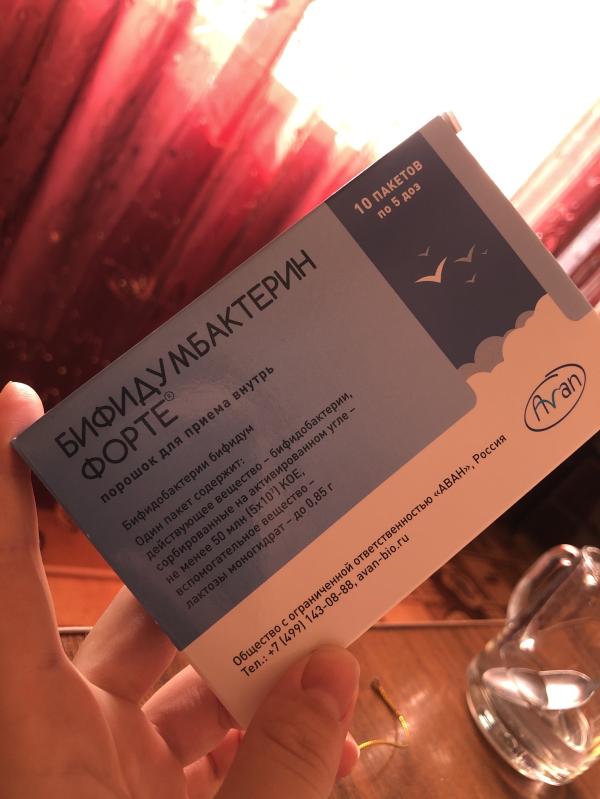 10 ПАКЕТОВ
по 5 доз
БИФИДУМБАКТЕРИН
ФОРТЕ®
порошок для приема внутрь
Бифидобактерии бифидум
Один пакет содержит:
действующее вещество – бифидобактерии,
сорбированные на активированном угле –
не менее 50 млн (5х10⁷) КОЕ,
вспомогательное вещество –
лактозы моногидрат – до 0,85 г
Avan
Общество с ограниченной ответственностью «АВАН», Россия
Тел.: +7 (499) 143-08-88, avan-bio.ru